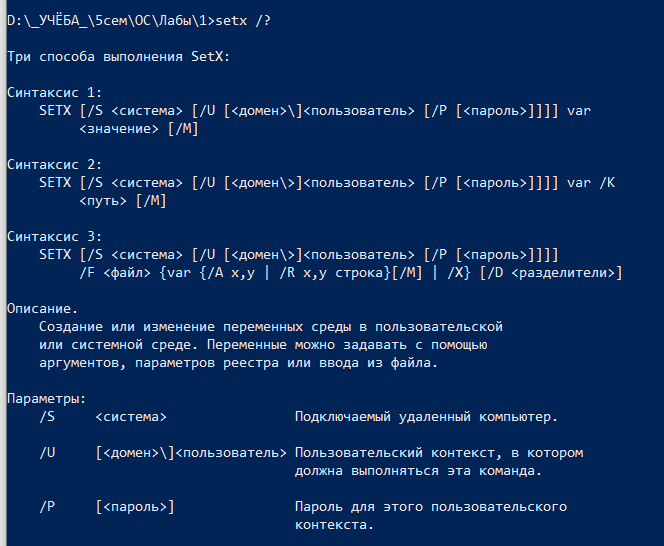 D:\_УЧЁБА_\5сем\ОС\Лабы\1>setx /?
Три способа выполнения SetX:
Синтаксис 1:
SETX [/S <система> [/U [<домен>\]<пользователь> [/P [<пароль>]]]] var
<значение> [/M]
Синтаксис 2:
SETX [/S <система> [/U [<домен\>]<пользователь> [/P [<пароль>]]]] var /K
<путь> [/M]
Синтаксис 3:
SETX [/S <система> [/U [<домен\>]<пользователь> [/P [<пароль>]]]]
/F <файл> {var {/A x,y | /R x,y строка}[/M] | /X} [/D <разделители>]
Описание.
Создание или изменение переменных среды в пользовательской
или системной среде. Переменные можно задавать с помощью
аргументов, параметров реестра или ввода из файла.
Параметры:
/S <система> Подключаемый удаленный компьютер.
/U [<домен>\]<пользователь> Пользовательский контекст, в котором
должна выполняться эта команда.
/P [<пароль>] Пароль для этого пользовательского
контекста.